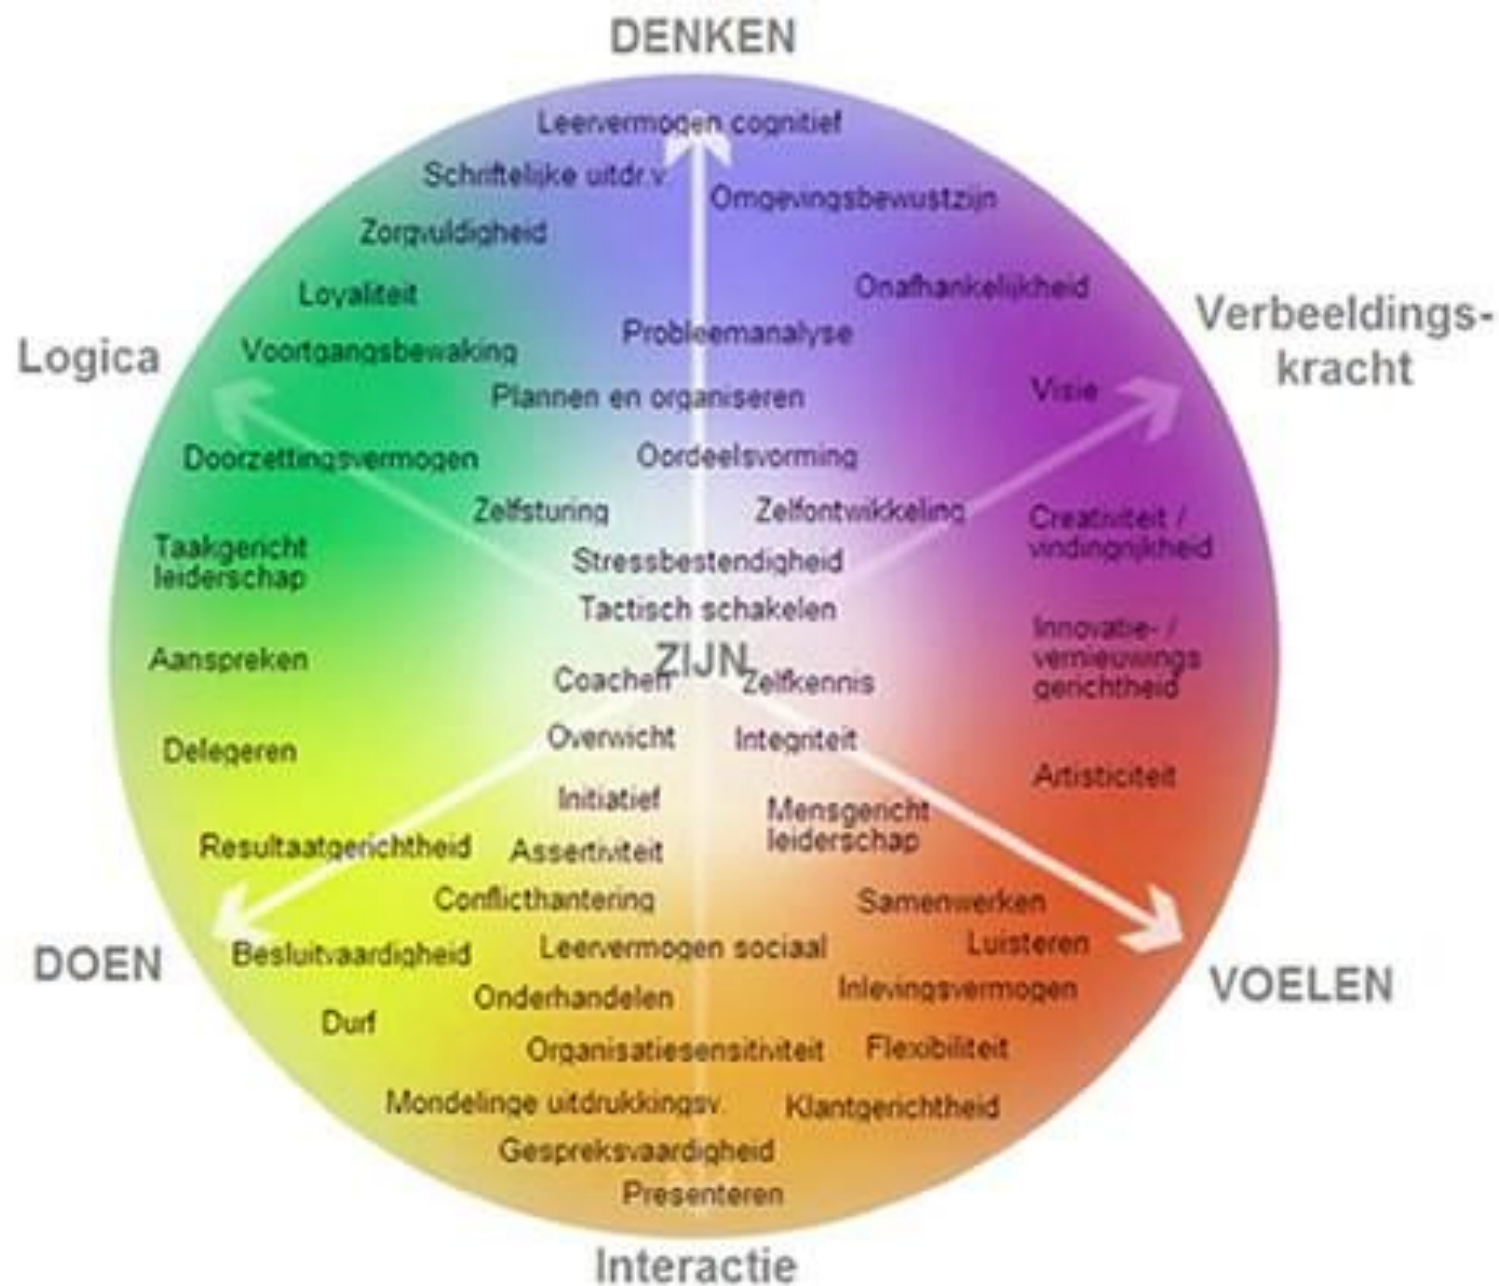 DENKEN
Leervermogen cognitief
Schriftelijke uitdr.v.
Omgevingsbewustzijn
Zorgvuldigheid
Onafhankelijkheid
Loyaliteit
Verbeeldings-
kracht
Probleemanalyse
Logica
Voortgangsbewaking
Visie
Plannen en organiseren
Doorzettingsvermogen
Oordeelsvorming
Zelfsturing
Zelfontwikkeling
Creativiteit /
vindingrijkheid
Taakgericht
leiderschap
Stressbestendigheid
Tactisch schakelen
Innovatie- /
vernieuwings
gerichtheid
ZIJN
Aanspreken
Coachen
Zelfkennis
Overwicht
Integriteit
Delegeren
Artisticiteit
Initiatief
Mensgericht
leiderschap
Resultaatgerichtheid
Assertiviteit
Conflicthantering
Samenwerken
Besluitvaardigheid
Leervermogen sociaal
Luisteren
DOEN
VOELEN
Onderhandelen
Inlevingsvermogen
Durf
Organisatiesensitiviteit
Flexibiliteit
Mondelinge uitdrukkingsv.
Klantgerichtheid
Gespreksvaardigheid
Presenteren
Interactie